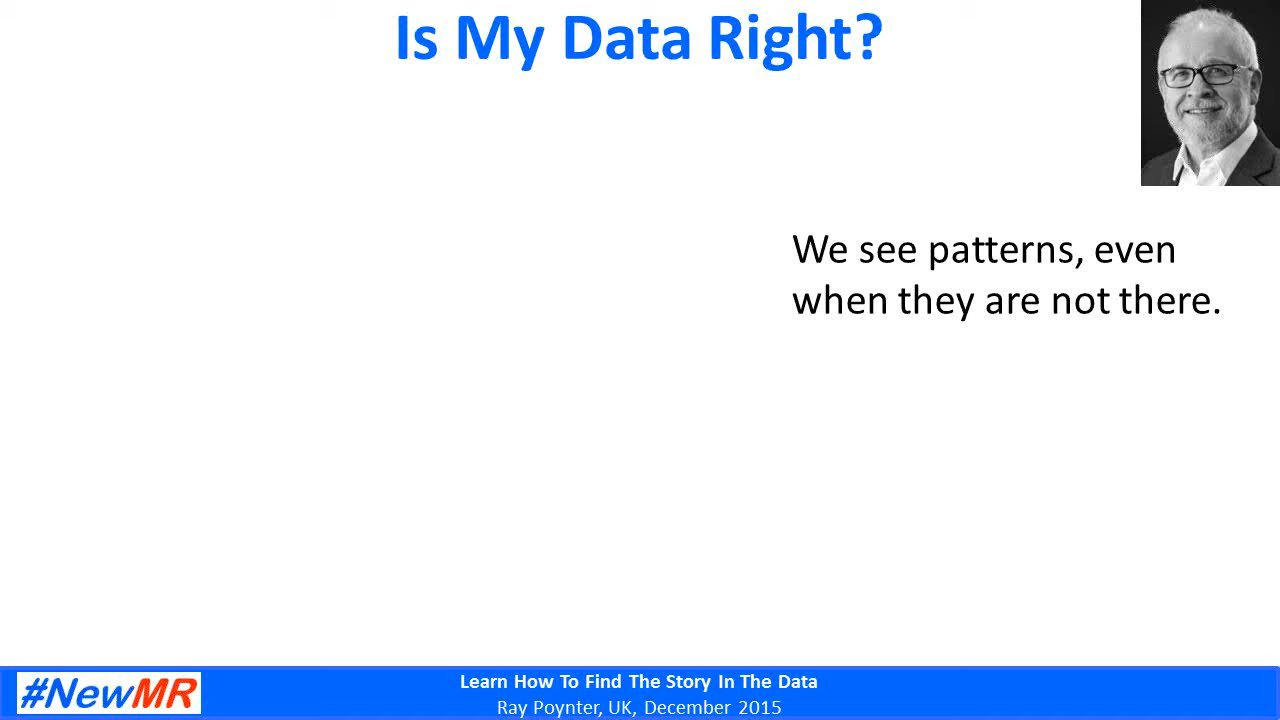 Is My Data Right?
We see patterns, even
when they are not there.
#NewMR
Learn How To Find The Story In The Data
Ray Poynter, UK, December 2015